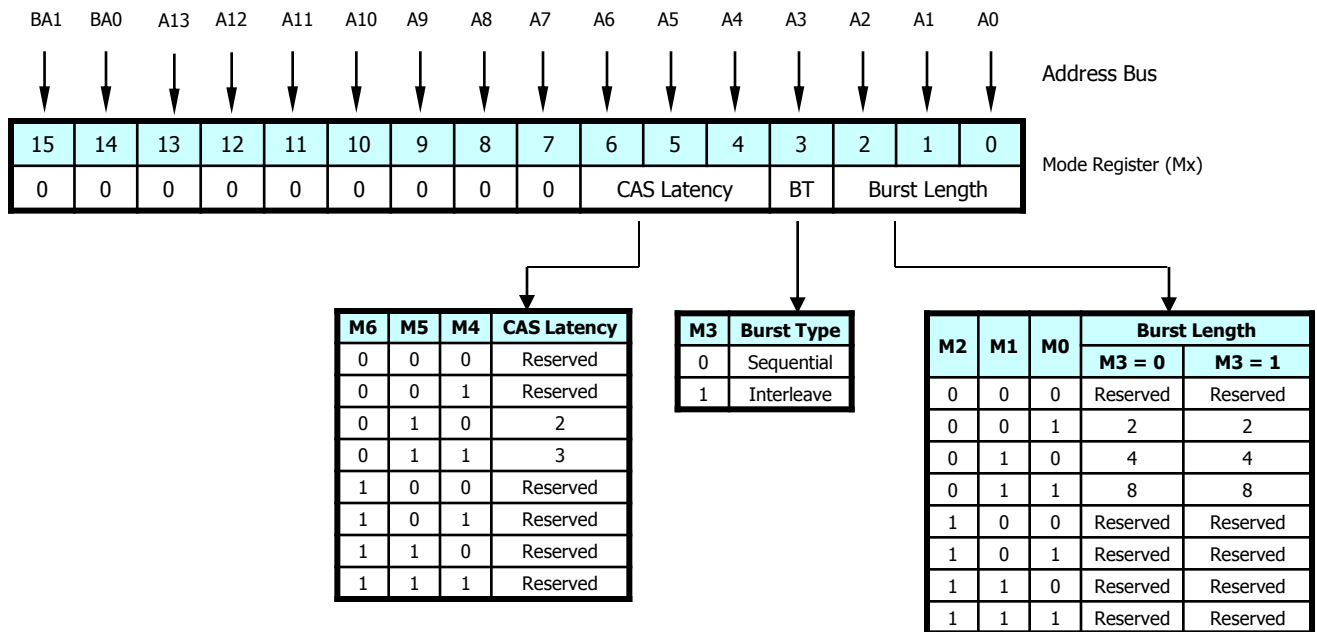 BA1 BA0 A13 A12 A11 A10 A9 A8 A7 A6 A5 A4 A3 A2 A1 A0
Address Bus
15 14 13 12 11 10 9 8 7 6 5 4 3 2 1 0
Mode Register (Mx)
0 0 0 0 0 0 0 0 0 CAS Latency BT Burst Length
M6 M5 M4 CAS Latency
0 0 0 Reserved
0 0 1 Reserved
0 1 0 2
0 1 1 3
1 0 0 Reserved
1 0 1 Reserved
1 1 0 Reserved
1 1 1 Reserved
M3 Burst Type
0 Sequential
1 Interleave
M2 M1 M0 Burst Length
M3 = 0 M3 = 1
0 0 0 Reserved Reserved
0 0 1 2 2
0 1 0 4 4
0 1 1 8 8
1 0 0 Reserved Reserved
1 0 1 Reserved Reserved
1 1 0 Reserved Reserved
1 1 1 Reserved Reserved